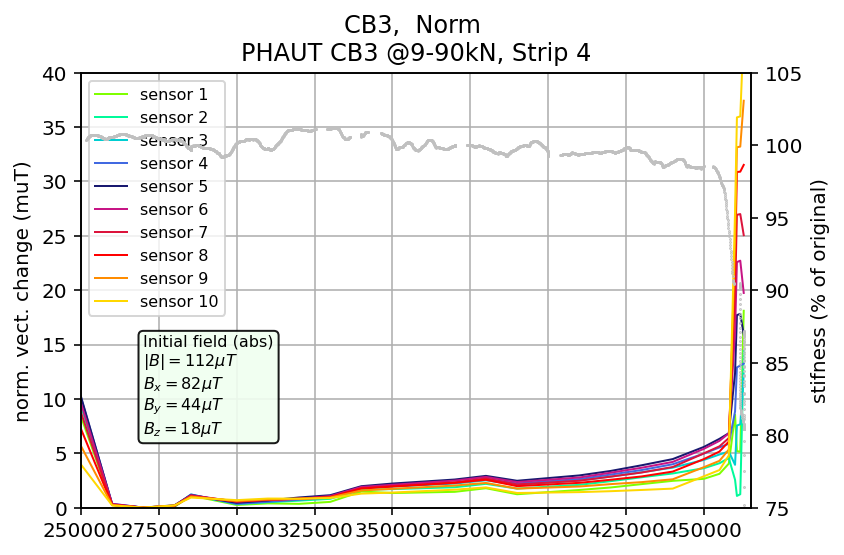 CB3,  Norm
PHAUT CB3 @9-90kN, Strip 4
norm. vect. change (muT)
40
35
30
25
20
15
10
5
0
sensor 1
sensor 2
sensor 3
sensor 4
sensor 5
sensor 6
sensor 7
sensor 8
sensor 9
sensor 10
Initial field (abs)
|B| = 112μT
B_x = 82μT
B_y = 44μT
B_z = 18μT
105
100
95
90
85
80
75
stifness (% of original)
250000 275000 300000 325000 350000 375000 400000 425000 450000